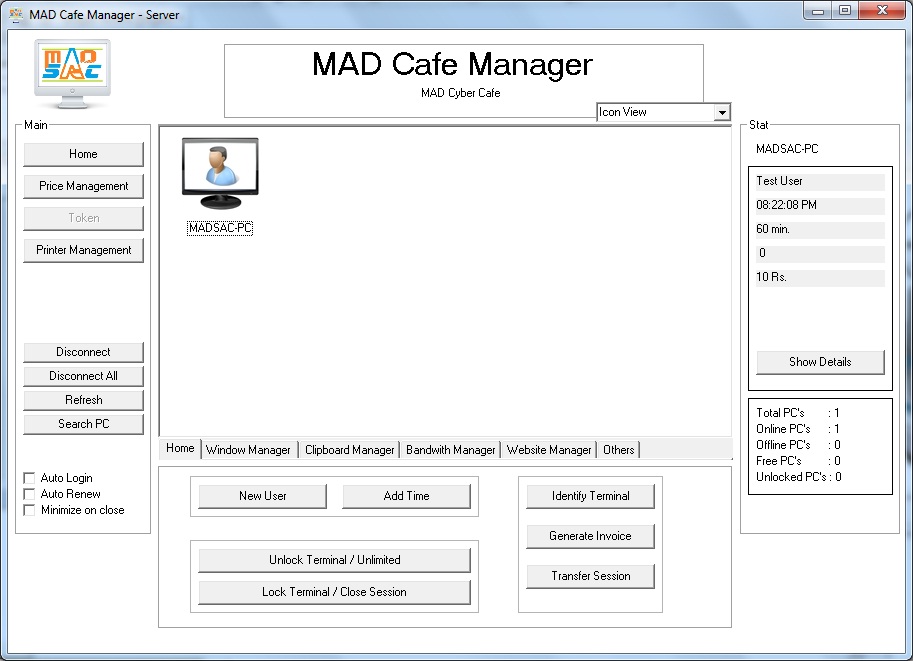 MAD Cafe Manager - Server
MAD
SAC
MAD Cafe Manager
MAD Cyber Cafe
Icon View
Main
Home
Price Management
Token
Printer Management
Disconnect
Disconnect All
Refresh
Search PC
Auto Login
Auto Renew
Minimize on close
MADSAC-PC
Home
Window Manager
Clipboard Manager
Bandwith Manager
Website Manager
Others
New User
Add Time
Unlock Terminal / Unlimited
Lock Terminal / Close Session
Identify Terminal
Generate Invoice
Transfer Session
Stat
MADSAC-PC
Test User
08:22:08 PM
60 min.
0
10 Rs.
Show Details
Total PC's : 1
Online PC's : 1
Offline PC's : 0
Free PC's : 0
Unlocked PC's : 0